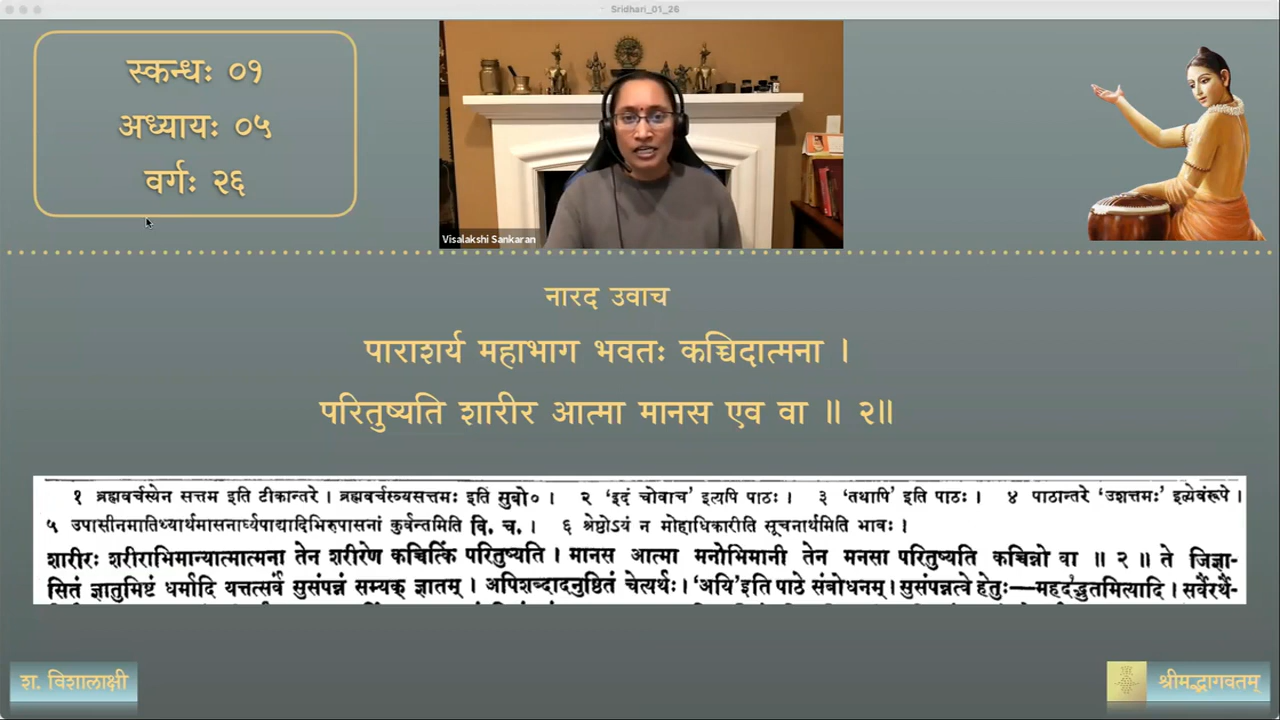 Sridhari_01_26
स्कन्धः ०१
अध्यायः ०५
वर्गः २६
Visalakshi Sankaran
नारद उवाच
पाराशर्य महाभाग भवतः कच्चिदात्मना ।
परितुष्यति शारीर आत्मा मानस एव वा ॥ २॥
१ ब्रह्मवर्चस्येन सत्तम इति टीकान्तरे । ब्रह्मवर्चस्व्यसत्तमः इति सुबो० । २ 'इदं चोवाच' इत्यपि पाठः । ३ 'तथापि' इति पाठः । ४ पाठान्तरे 'उशत्तमः' इत्येवंरूपे ।
५ उपासीनमातिथ्यार्थमासनार्घ्यपाद्यादिभिरुपासनां कुर्वन्तमिति वि. च. । ६ श्रेष्ठोऽयं न मोहाधिकारीति सूचनार्थमिति भावः ।
शारीरः शरीराभिमान्यात्मात्मना तेन शरीरेण कच्चित्किं परितुष्यति । मानस आत्मा मनोभिमानी तेन मनसा परितुष्यति कच्चिन्नो वा ॥ २ ॥ ते जिज्ञा-
सितं ज्ञातुमिष्टं धर्मादि यत्तत्सर्वं सुसंपन्नं सम्यक् ज्ञातम् । अपिशब्दादनुष्ठितं चेत्यर्थः । 'अयि' इति पाठे संबोधनम् । सुसंपन्नत्वे हेतुः—महदद्भुतमित्यादि । सर्वैरर्थै-
श. विशालाक्षी
श्रीमद्भागवतम्